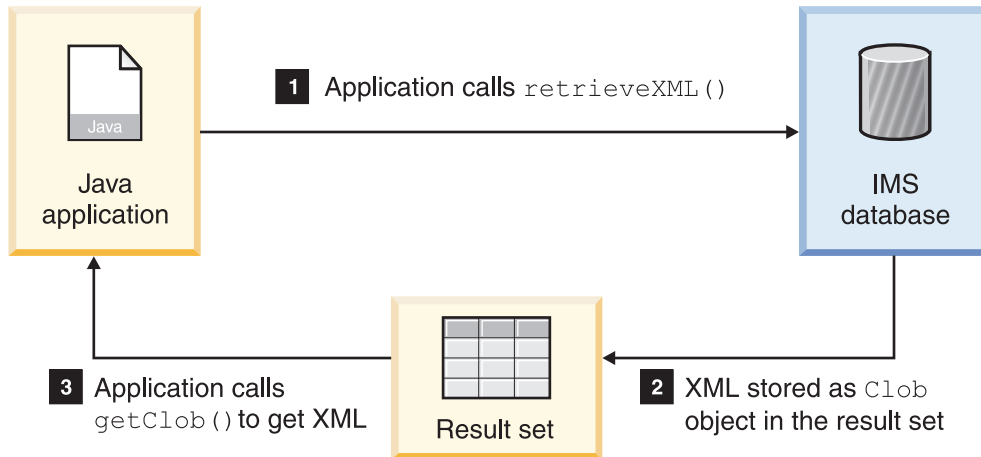 Java
Java
application
1 Application calls retrieveXML()
IMS
database
3 Application calls
getClob() to get XML
Result set
2 XML stored as Clob
object in the result set